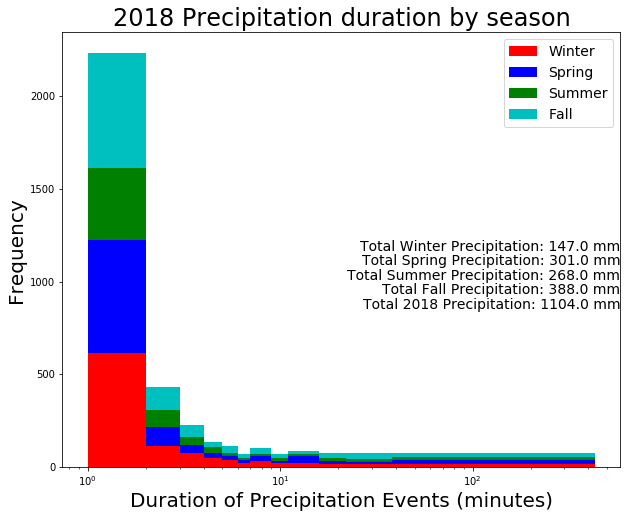 2018 Precipitation duration by season
Winter
Spring
Summer
Fall
2000
1500
1000
500
0
Frequency
Total Winter Precipitation: 147.0 mm
Total Spring Precipitation: 301.0 mm
Total Summer Precipitation: 268.0 mm
Total Fall Precipitation: 388.0 mm
Total 2018 Precipitation: 1104.0 mm
10⁰ 10¹ 10²
Duration of Precipitation Events (minutes)